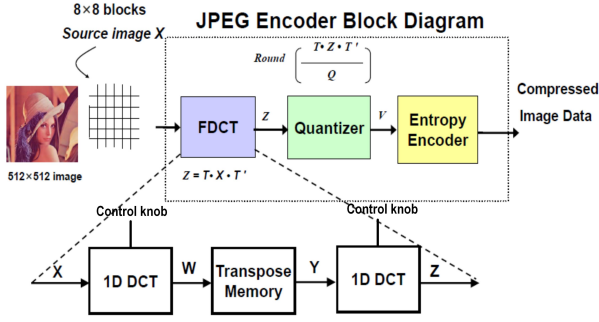 JPEG Encoder Block Diagram
8×8 blocks
Source image X
Round ( T• Z • T ' / Q )
Compressed
Image Data
FDCT
Z
Quantizer
V
Entropy
Encoder
512×512 image
Z = T• X • T '
Control knob
Control knob
X
1D DCT
W
Transpose
Memory
Y
1D DCT
Z